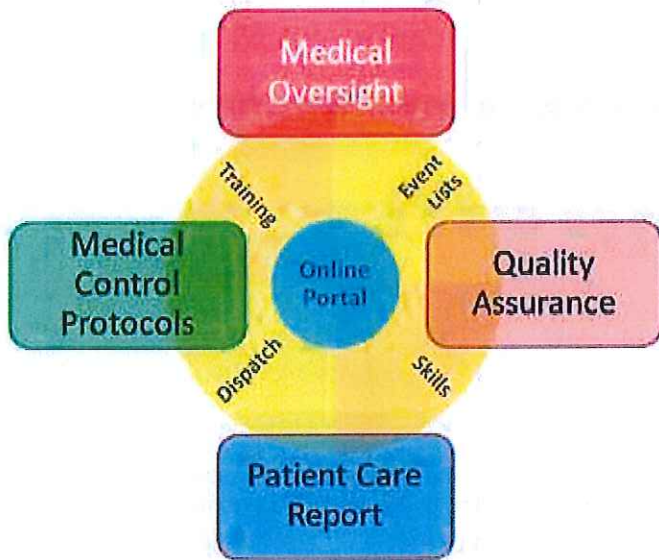 Medical
Oversight
Training
Event
Lists
Medical
Control
Protocols
Online
Portal
Quality
Assurance
Dispatch
Skills
Patient Care
Report